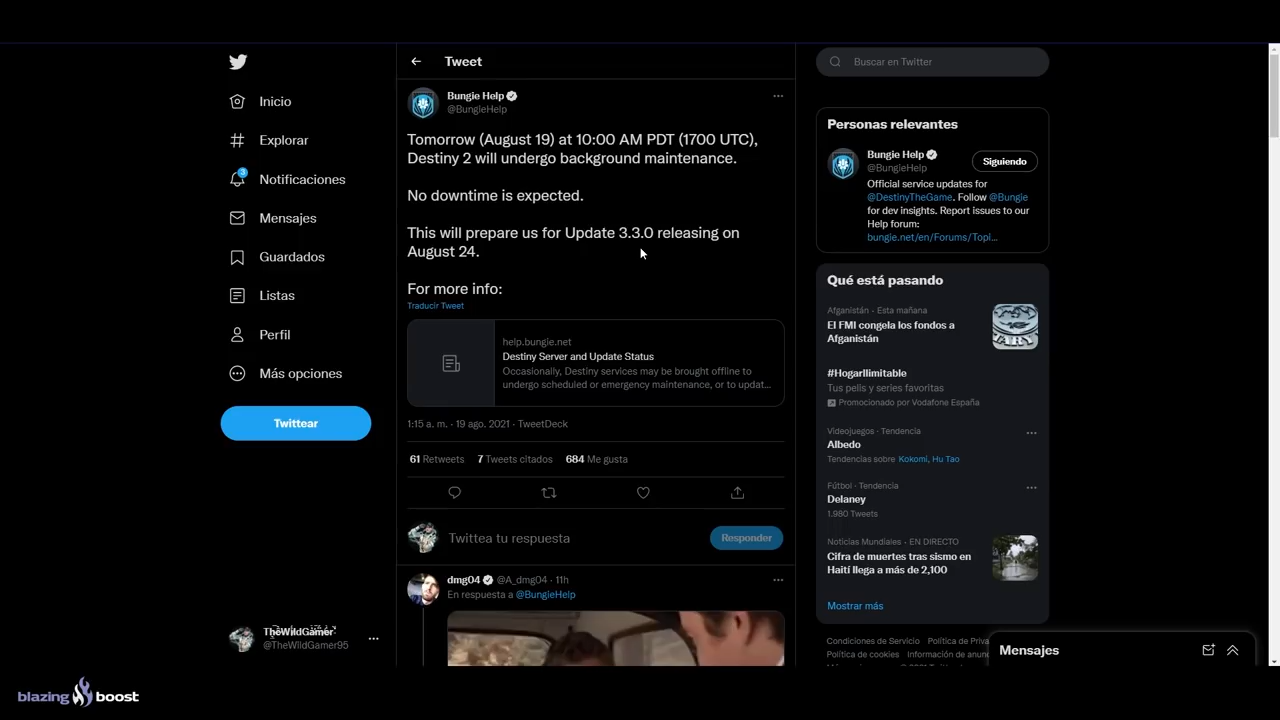 Tweet
Buscar en Twitter
Inicio
Explorar
3
Notificaciones
Mensajes
Guardados
Listas
Perfil
Más opciones
Twittear
TheWildGamer
@TheWildGamer95
Bungie Help
@BungieHelp
Tomorrow (August 19) at 10:00 AM PDT (1700 UTC),
Destiny 2 will undergo background maintenance.
No downtime is expected.
This will prepare us for Update 3.3.0 releasing on
August 24.
For more info:
Traducir Tweet
help.bungie.net
Destiny Server and Update Status
Occasionally, Destiny services may be brought offline to
undergo scheduled or emergency maintenance, or to updat...
1:15 a. m. · 19 ago. 2021 · TweetDeck
61 Retweets 7 Tweets citados 684 Me gusta
Twittea tu respuesta
Responder
dmg04 @A_dmg04 · 11h
En respuesta a @BungieHelp
Personas relevantes
Bungie Help
@BungieHelp
Siguiendo
Official service updates for
@DestinyTheGame. Follow @Bungie
for dev insights. Report issues to our
Help forum:
bungie.net/en/Forums/Topi...
Qué está pasando
Afganistán · Esta mañana
El FMI congela los fondos a
Afganistán
#HogarIlimitable
Tus pelis y series favoritas
Promocionado por Vodafone España
Videojuegos · Tendencia
Albedo
Tendencias sobre Kokomi, Hu Tao
Fútbol · Tendencia
Delaney
1.980 Tweets
Noticias Mundiales · EN DIRECTO
Cifra de muertes tras sismo en
Haití llega a más de 2,100
Mostrar más
Condiciones de Servicio Política de Priva
Política de cookies Información de anunc
Mensajes
blazing boost